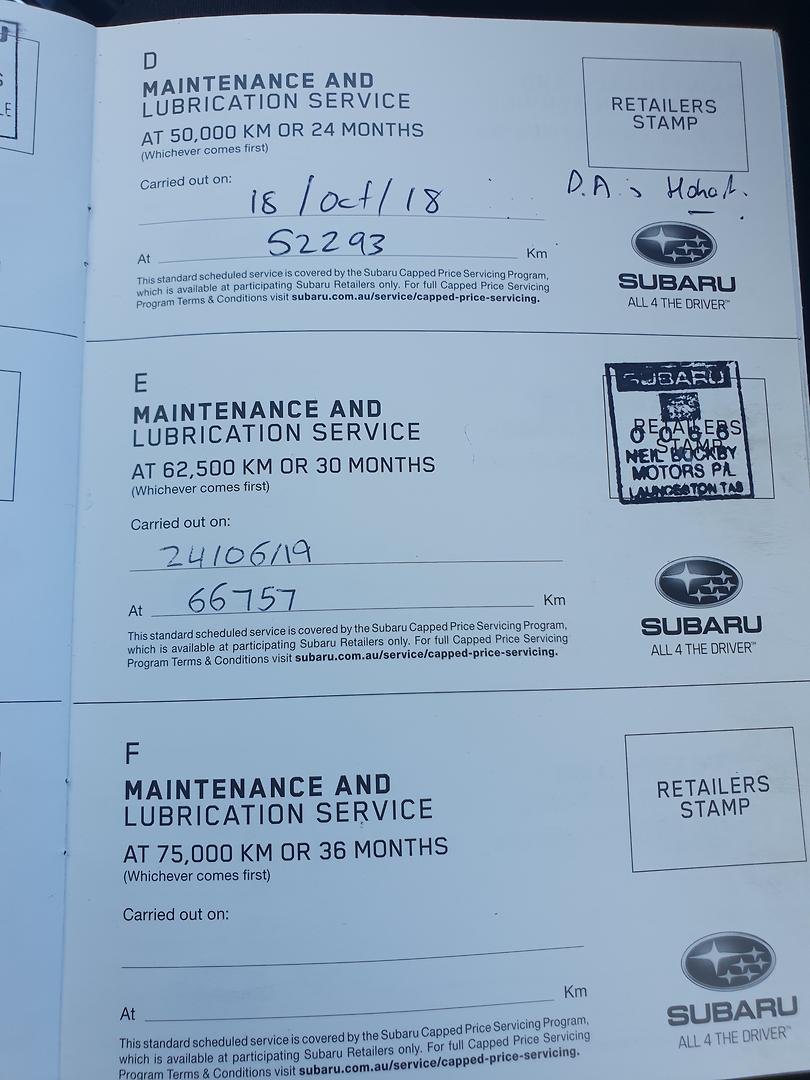 D
MAINTENANCE AND
LUBRICATION SERVICE
AT 50,000 KM OR 24 MONTHS
(Whichever comes first)
RETAILERS
STAMP
Carried out on:
18/Oct/18
D.A.s Hobart.
At 52293 Km
This standard scheduled service is covered by the Subaru Capped Price Servicing Program,
which is available at participating Subaru Retailers only. For full Capped Price Servicing
Program Terms & Conditions visit subaru.com.au/service/capped-price-servicing.
SUBARU
ALL 4 THE DRIVER™
E
MAINTENANCE AND
LUBRICATION SERVICE
AT 62,500 KM OR 30 MONTHS
(Whichever comes first)
SUBARU
RETAILERS
STAMP
NEIL BUCKBY
MOTORS P/L
LAUNCESTON TAS
Carried out on:
24/06/19
At 66757 Km
This standard scheduled service is covered by the Subaru Capped Price Servicing Program,
which is available at participating Subaru Retailers only. For full Capped Price Servicing
Program Terms & Conditions visit subaru.com.au/service/capped-price-servicing.
SUBARU
ALL 4 THE DRIVER™
F
MAINTENANCE AND
LUBRICATION SERVICE
AT 75,000 KM OR 36 MONTHS
(Whichever comes first)
RETAILERS
STAMP
Carried out on:
At Km
This standard scheduled service is covered by the Subaru Capped Price Servicing Program,
which is available at participating Subaru Retailers only. For full Capped Price Servicing
Program Terms & Conditions visit subaru.com.au/service/capped-price-servicing.
SUBARU
ALL 4 THE DRIVER™